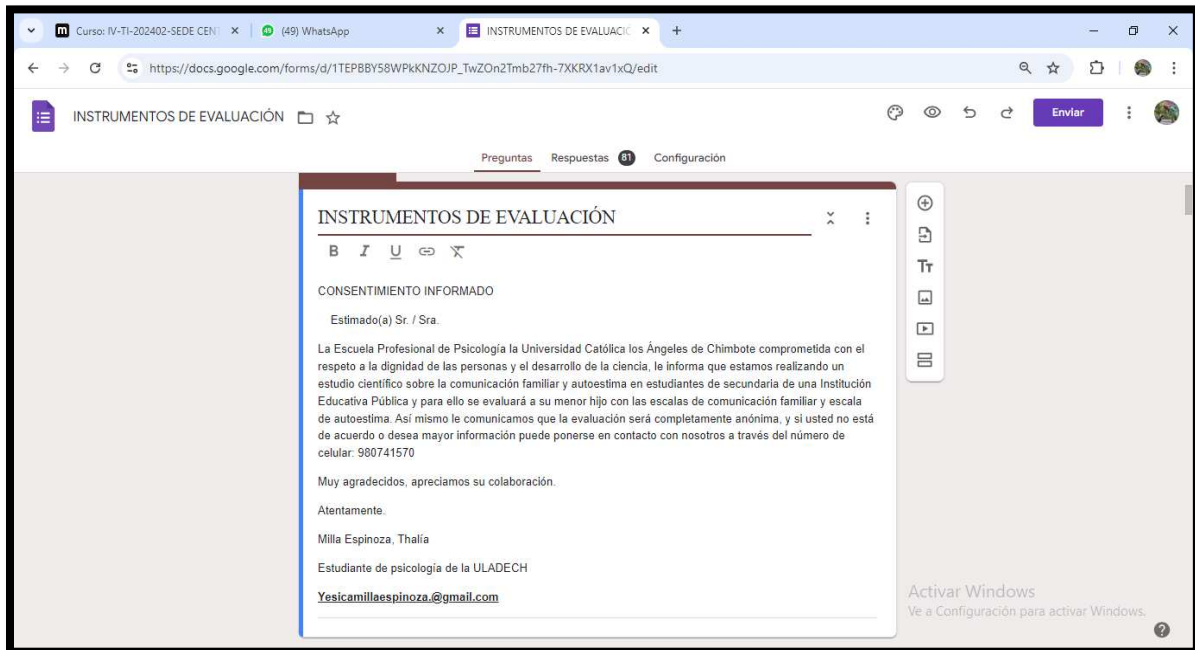 Curso: IV-TI-202402-SEDE CENT
(49) WhatsApp
INSTRUMENTOS DE EVALUACIÓ
https://docs.google.com/forms/d/1TEPBBY58WPkKNZOJP_TwZOn2Tmb27fh-7XKRX1av1xQ/edit
INSTRUMENTOS DE EVALUACIÓN
Enviar
Preguntas Respuestas 81 Configuración
INSTRUMENTOS DE EVALUACIÓN
B I U
Tт
CONSENTIMIENTO INFORMADO
Estimado(a) Sr. / Sra.
La Escuela Profesional de Psicología la Universidad Católica los Ángeles de Chimbote comprometida con el
respeto a la dignidad de las personas y el desarrollo de la ciencia, le informa que estamos realizando un
estudio científico sobre la comunicación familiar y autoestima en estudiantes de secundaria de una Institución
Educativa Pública y para ello se evaluará a su menor hijo con las escalas de comunicación familiar y escala
de autoestima. Así mismo le comunicamos que la evaluación será completamente anónima, y si usted no está
de acuerdo o desea mayor información puede ponerse en contacto con nosotros a través del número de
celular: 980741570
Muy agradecidos, apreciamos su colaboración.
Atentamente.
Milla Espinoza, Thalía
Estudiante de psicología de la ULADECH
Yesicamillaespinoza.@gmail.com
Activar Windows
Ve a Configuración para activar Windows.